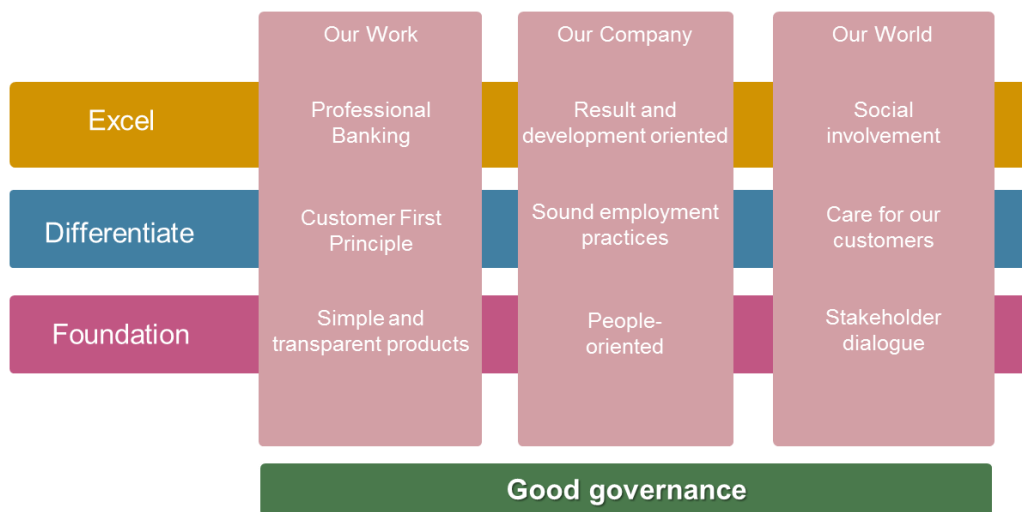 Our Work
Our Company
Our World
Excel
Professional
Banking
Result and
development oriented
Social
involvement
Differentiate
Customer First
Principle
Sound employment
practices
Care for our
customers
Foundation
Simple and
transparent products
People-
oriented
Stakeholder
dialogue
Good governance